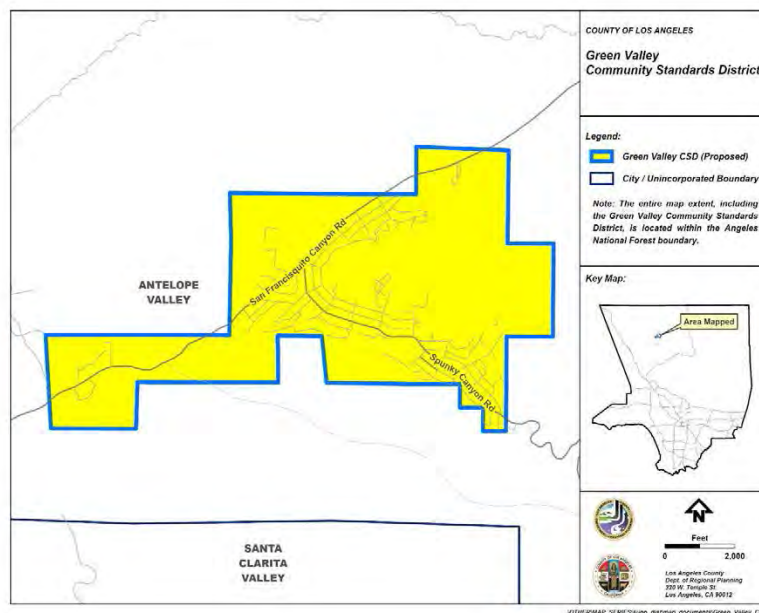 COUNTY OF LOS ANGELES
Green Valley
Community Standards District
Legend:
Green Valley CSD (Proposed)
City / Unincorporated Boundary
Note: The entire map extent, including
the Green Valley Community Standards
District, is located within the Angeles
National Forest boundary.
Key Map:
Area Mapped
ANTELOPE
VALLEY
San Francisquito Canyon Rd
Spunky Canyon Rd
SANTA
CLARITA
VALLEY
N
Feet
0 2,000
Los Angeles County
Dept. of Regional Planning
320 W. Temple St.
Los Angeles, CA 90012